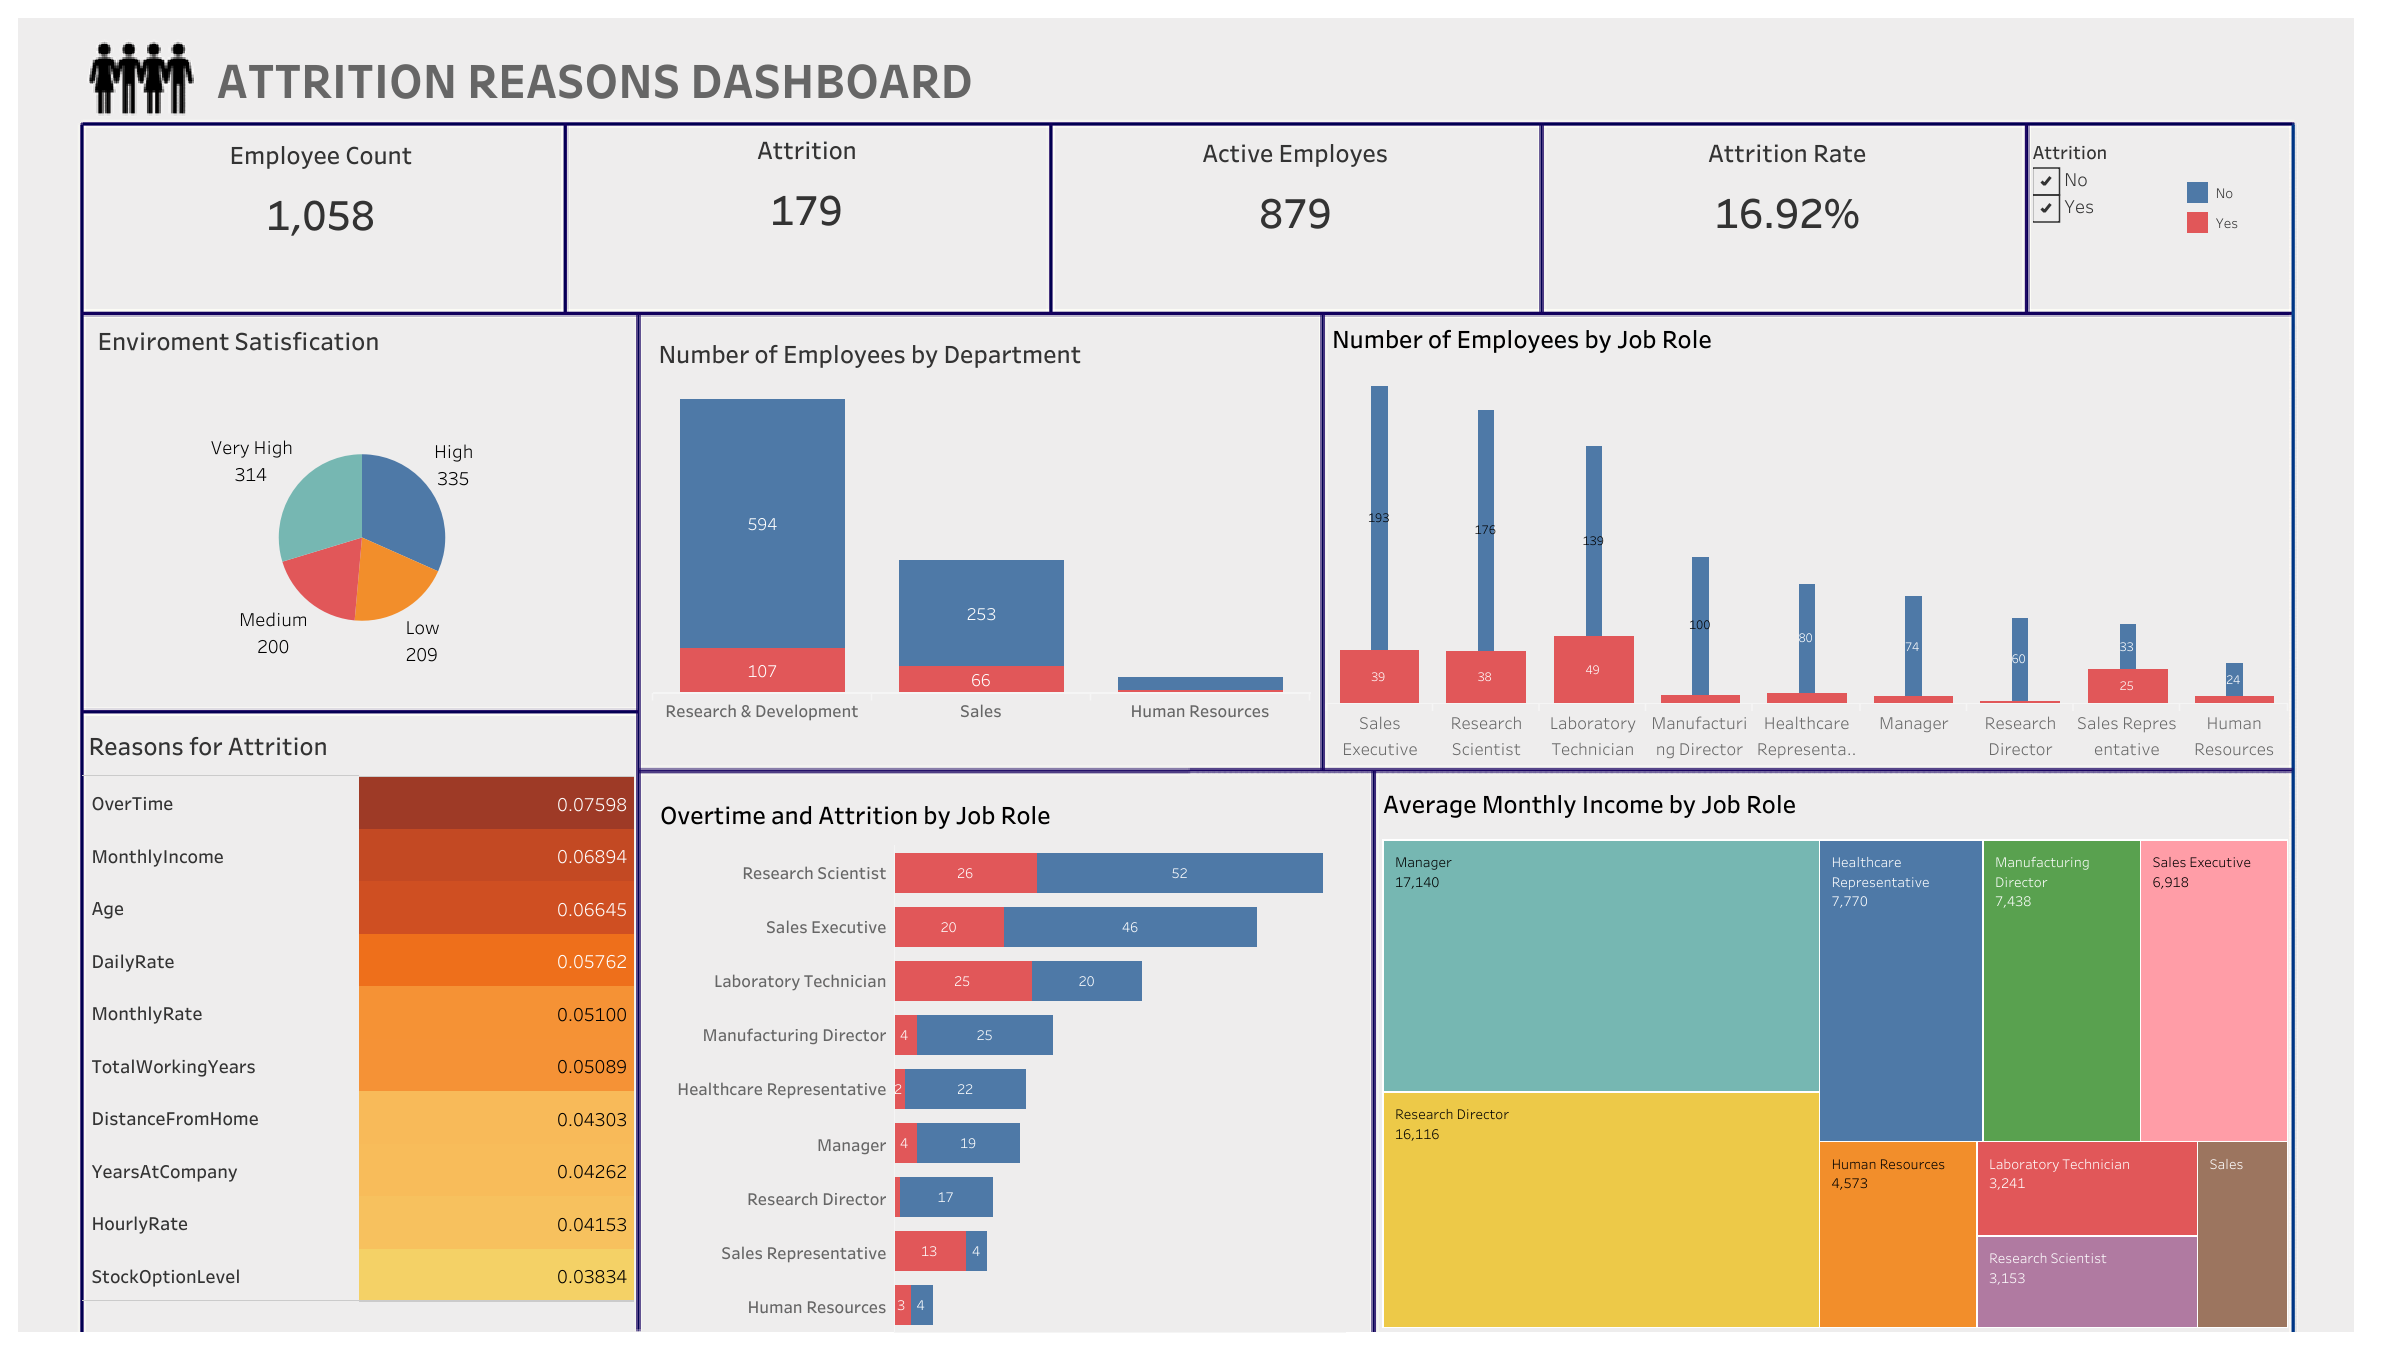 ATTRITION REASONS DASHBOARD
Employee Count
1,058
Attrition
179
Active Employes
879
Attrition Rate
16.92%
Attrition
No
Yes
No
Yes
Enviroment Satisfication
Very High
314
High
335
Medium
200
Low
209
Number of Employees by Department
594
107
253
66
Research & Development
Sales
Human Resources
Number of Employees by Job Role
193
176
139
100
80
74
60
33
24
39
38
49
25
Sales
Executive
Research
Scientist
Laboratory
Technician
Manufacturi
ng Director
Healthcare
Representa..
Manager
Research
Director
Sales Repres
entative
Human
Resources
Reasons for Attrition
OverTime 0.07598
MonthlyIncome 0.06894
Age 0.06645
DailyRate 0.05762
MonthlyRate 0.05100
TotalWorkingYears 0.05089
DistanceFromHome 0.04303
YearsAtCompany 0.04262
HourlyRate 0.04153
StockOptionLevel 0.03834
Overtime and Attrition by Job Role
Research Scientist 26 52
Sales Executive 20 46
Laboratory Technician 25 20
Manufacturing Director 4 25
Healthcare Representative 2 22
Manager 4 19
Research Director 17
Sales Representative 13 4
Human Resources 3 4
Average Monthly Income by Job Role
Manager
17,140
Research Director
16,116
Healthcare
Representative
7,770
Manufacturing
Director
7,438
Sales Executive
6,918
Human Resources
4,573
Laboratory Technician
3,241
Research Scientist
3,153
Sales